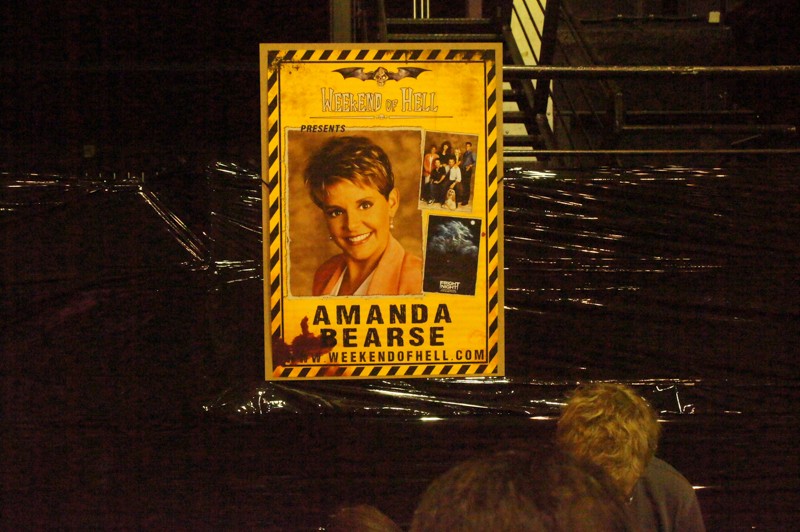 WEEKEND OF HELL
PRESENTS
FRIGHT
NIGHT
AMANDA
BEARSE
WWW.WEEKENDOFHELL.COM